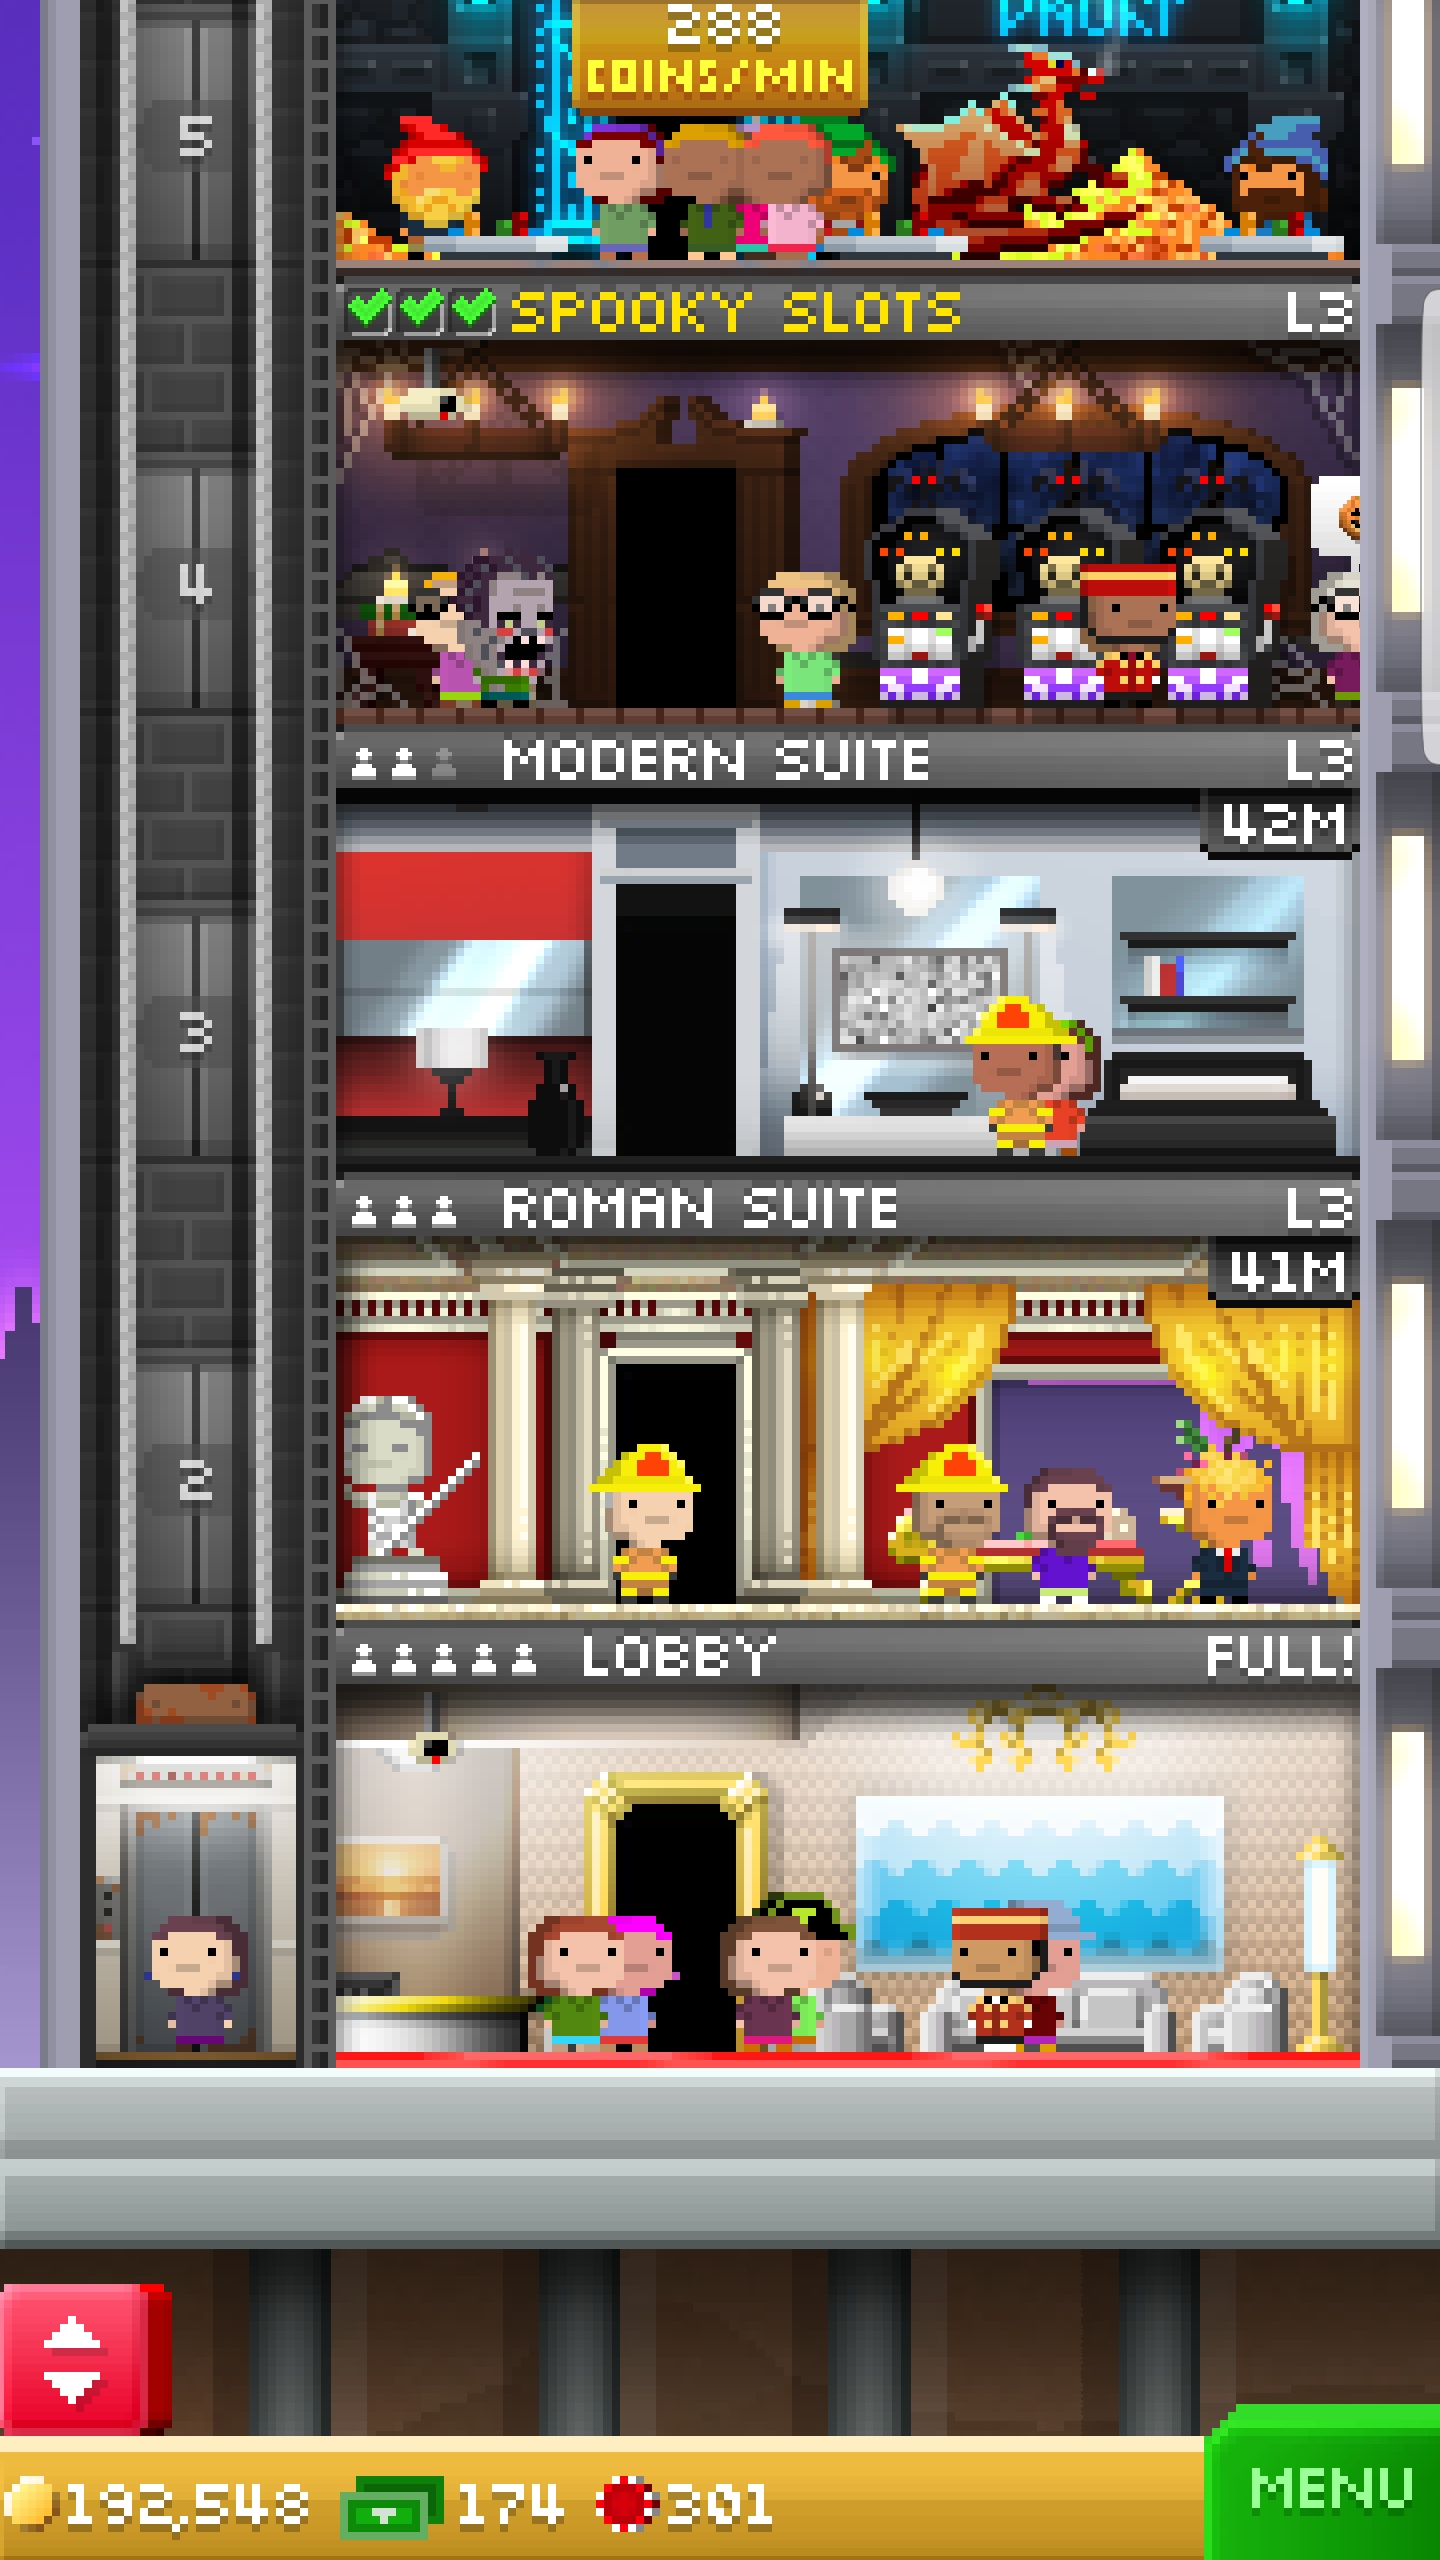 288
COINS/MIN
5
SPOOKY SLOTS L3
4
MODERN SUITE L3
42M
3
ROMAN SUITE L3
41M
2
LOBBY FULL!
192,548 174 301
MENU